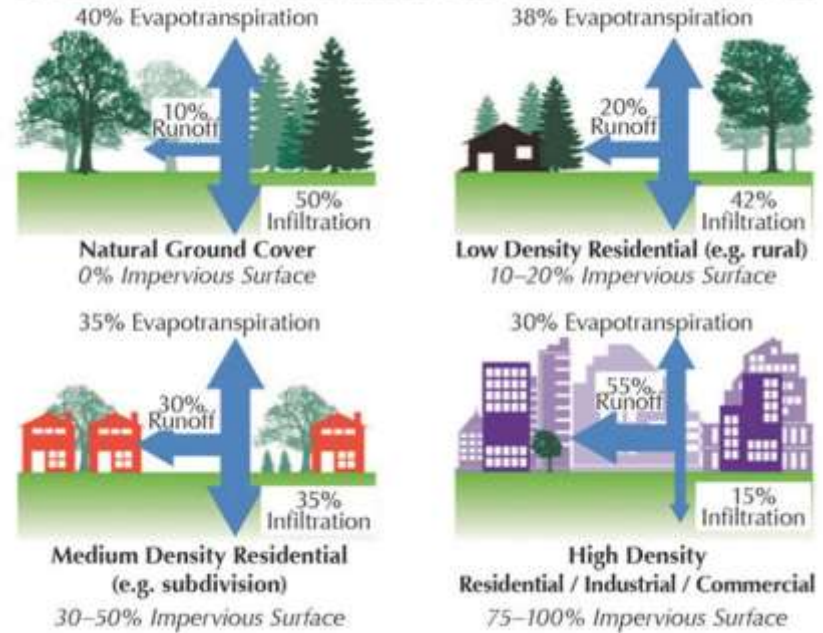 40% Evapotranspiration
10%
Runoff
50%
Infiltration
Natural Ground Cover
0% Impervious Surface
38% Evapotranspiration
20%
Runoff
42%
Infiltration
Low Density Residential (e.g. rural)
10–20% Impervious Surface
35% Evapotranspiration
30%
Runoff
35%
Infiltration
Medium Density Residential
(e.g. subdivision)
30–50% Impervious Surface
30% Evapotranspiration
55%
Runoff
15%
Infiltration
High Density
Residential / Industrial / Commercial
75–100% Impervious Surface